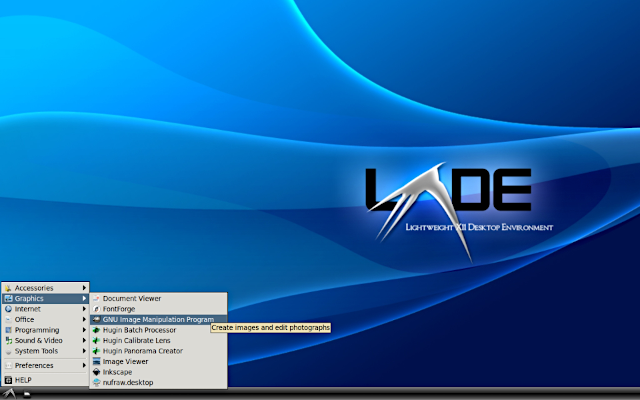 LXDE
LIGHTWEIGHT X11 DESKTOP ENVIRONMENT
Accessories
Graphics
Internet
Office
Programming
Sound & Video
System Tools
Preferences
HELP
Document Viewer
FontForge
GNU Image Manipulation Program
Create images and edit photographs
Hugin Batch Processor
Hugin Calibrate Lens
Hugin Panorama Creator
Image Viewer
Inkscape
nufraw.desktop